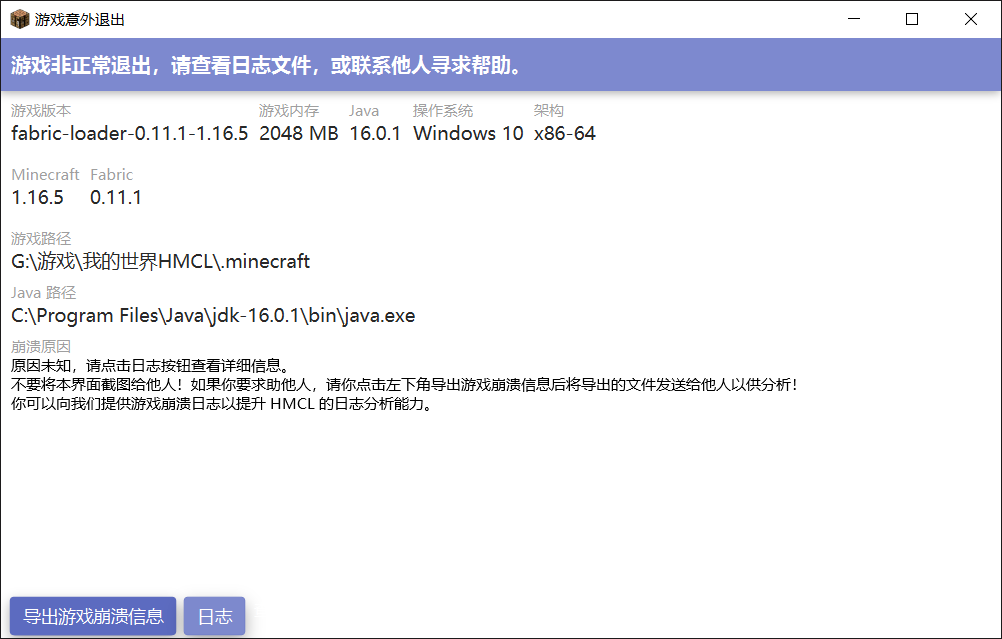 游戏意外退出
游戏非正常退出，请查看日志文件，或联系他人寻求帮助。
游戏版本 游戏内存 Java 操作系统 架构
fabric-loader-0.11.1-1.16.5 2048 MB 16.0.1 Windows 10 x86-64
Minecraft Fabric
1.16.5 0.11.1
游戏路径
G:\游戏\我的世界HMCL\.minecraft
Java 路径
C:\Program Files\Java\jdk-16.0.1\bin\java.exe
崩溃原因
原因未知，请点击日志按钮查看详细信息。
不要将本界面截图给他人！如果你要求助他人，请你点击左下角导出游戏崩溃信息后将导出的文件发送给他人以供分析！
你可以向我们提供游戏崩溃日志以提升 HMCL 的日志分析能力。
导出游戏崩溃信息 日志